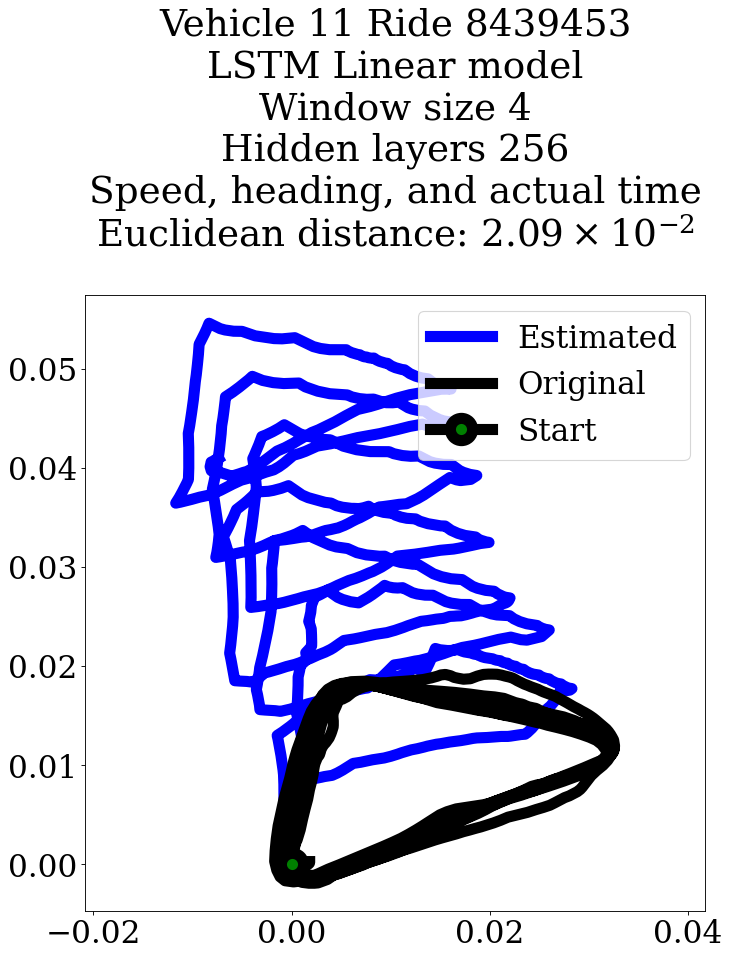 Vehicle 11 Ride 8439453
LSTM Linear model
Window size 4
Hidden layers 256
Speed, heading, and actual time
Euclidean distance: 2.09 × 10⁻²
Estimated
Original
Start
0.05
0.04
0.03
0.02
0.01
0.00
−0.02
0.00
0.02
0.04